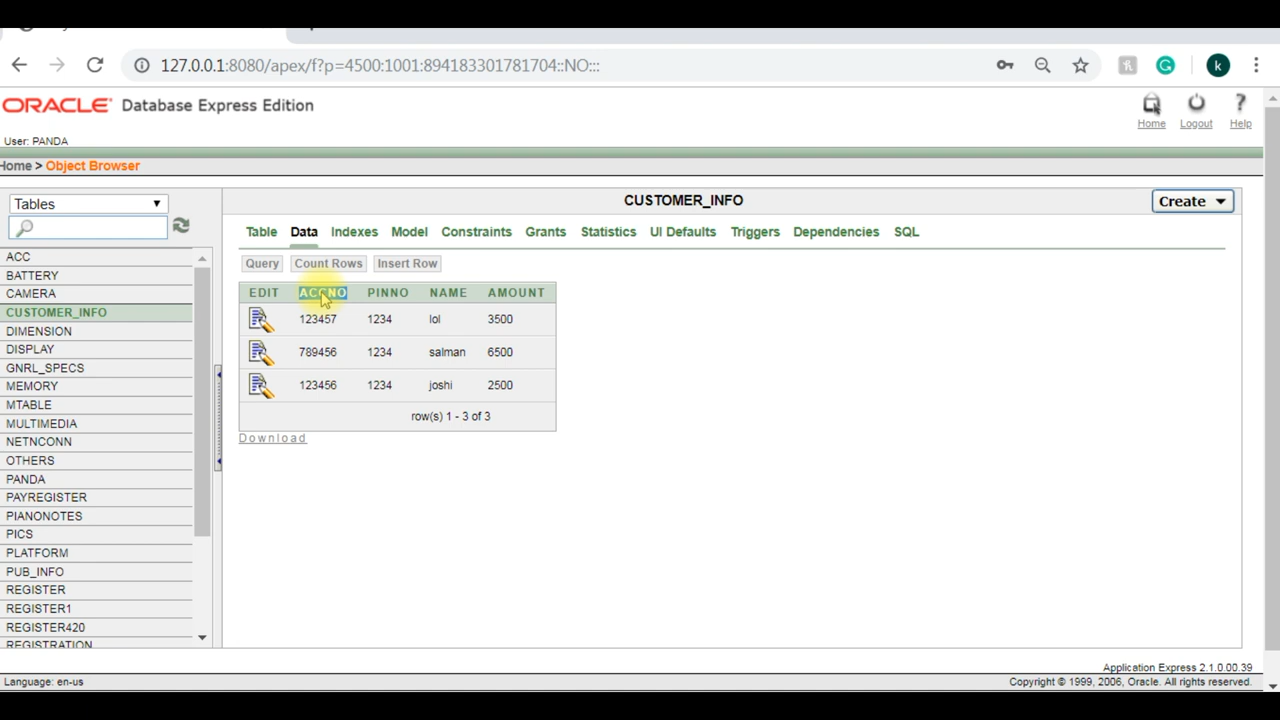 127.0.0.1:8080/apex/f?p=4500:1001:894183301781704::NO:::
k
ORACLE Database Express Edition
Home Logout Help
User: PANDA
Home > Object Browser
Tables
CUSTOMER_INFO
Create
Table Data Indexes Model Constraints Grants Statistics UI Defaults Triggers Dependencies SQL
Query Count Rows Insert Row
EDIT ACCNO PINNO NAME AMOUNT
123457 1234 lol 3500
789456 1234 salman 6500
123456 1234 joshi 2500
row(s) 1 - 3 of 3
Download
ACC
BATTERY
CAMERA
CUSTOMER_INFO
DIMENSION
DISPLAY
GNRL_SPECS
MEMORY
MTABLE
MULTIMEDIA
NETNCONN
OTHERS
PANDA
PAYREGISTER
PIANONOTES
PICS
PLATFORM
PUB_INFO
REGISTER
REGISTER1
REGISTER420
REGISTRATION
Application Express 2.1.0.00.39
Language: en-us
Copyright © 1999, 2006, Oracle. All rights reserved.